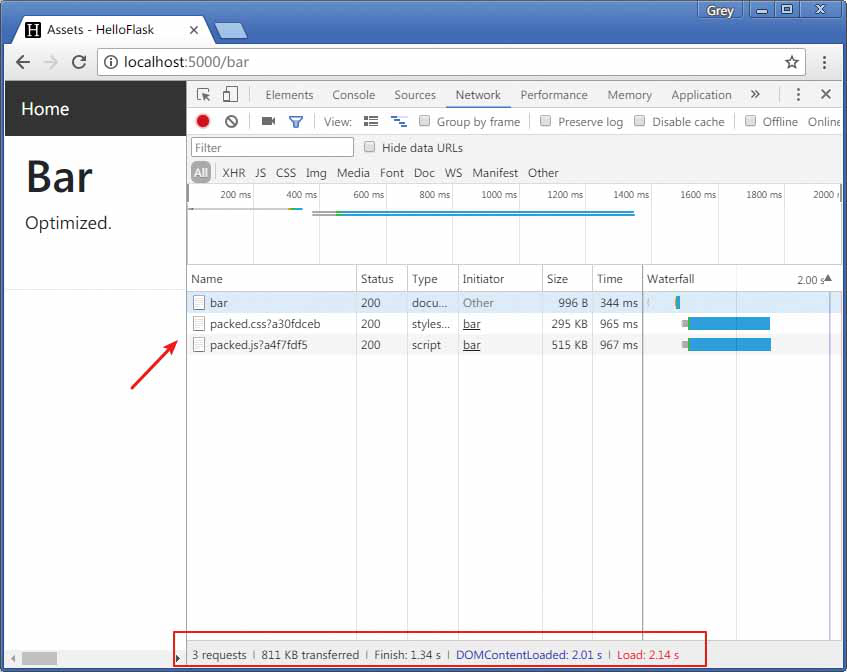 Grey
Assets - HelloFlask
localhost:5000/bar
Home
Bar
Optimized.
Elements Console Sources Network Performance Memory Application »
View: Group by frame Preserve log Disable cache Offline Online
Filter Hide data URLs
All XHR JS CSS Img Media Font Doc WS Manifest Other
200 ms 400 ms 600 ms 800 ms 1000 ms 1200 ms 1400 ms 1600 ms 1800 ms 2000
Name Status Type Initiator Size Time Waterfall 2.00 s
bar 200 docu... Other 996 B 344 ms
packed.css?a30fdceb 200 styles... bar 295 KB 965 ms
packed.js?a4f7fdf5 200 script bar 515 KB 967 ms
3 requests | 811 KB transferred | Finish: 1.34 s | DOMContentLoaded: 2.01 s | Load: 2.14 s